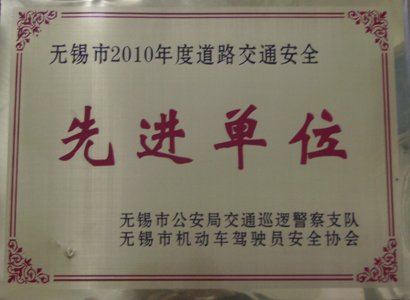 无锡市2010年度道路交通安全
先进单位
无锡市公安局交通巡逻警察支队
无锡市机动车驾驶员安全协会